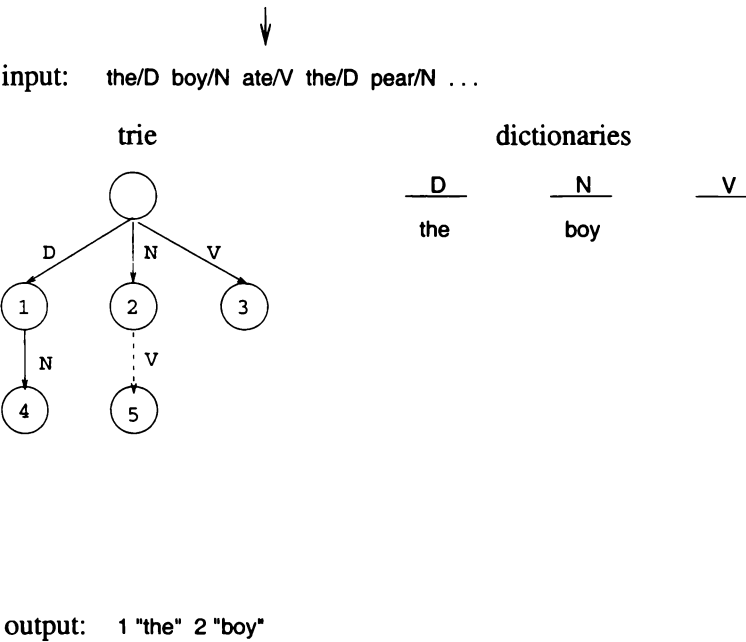 input: the/D boy/N ate/V the/D pear/N ...
trie dictionaries
D N V
the boy
D N V
1 2 3
N V
4 5
output: 1 "the" 2 "boy"